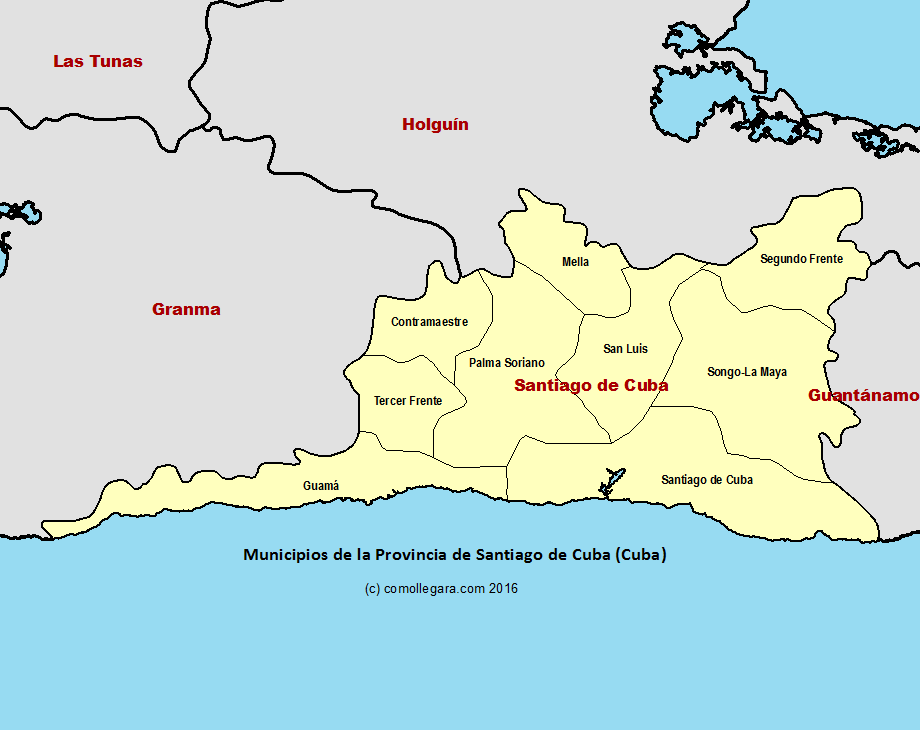 Las Tunas
Holguín
Mella
Segundo Frente
Granma
Contramaestre
San Luis
Palma Soriano
Songo-La Maya
Santiago de Cuba
Guantánamo
Tercer Frente
Santiago de Cuba
Guamá
Municipios de la Provincia de Santiago de Cuba (Cuba)
(c) comollegara.com 2016